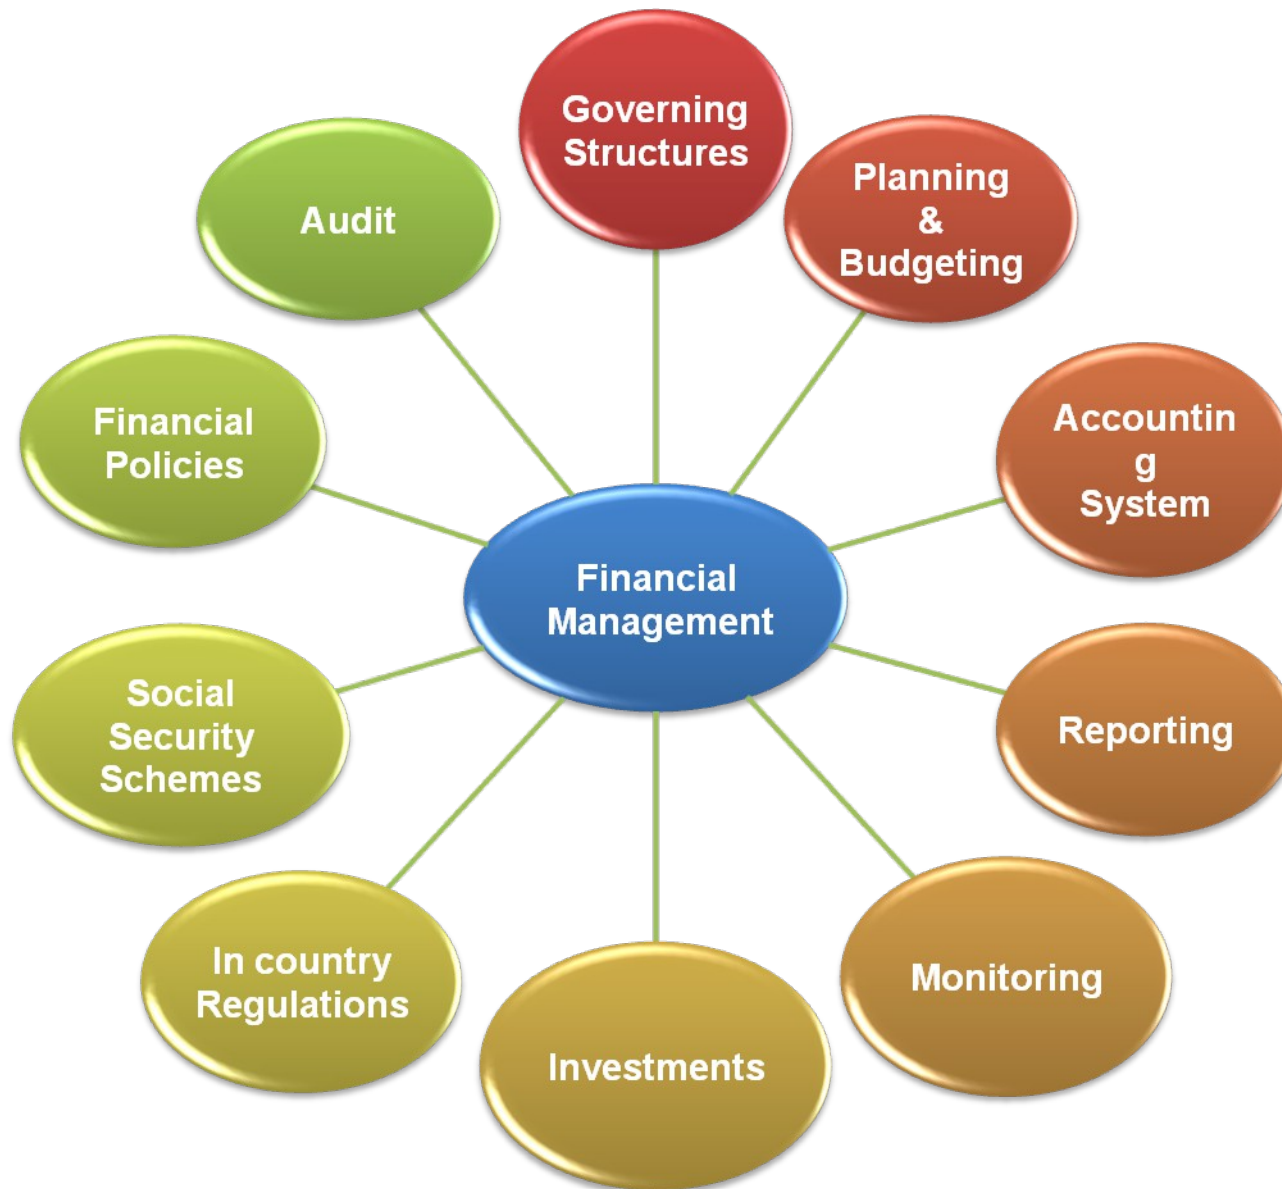 Governing
Structures
Planning
&
Budgeting
Accountin
g
System
Reporting
Monitoring
Investments
In country
Regulations
Social
Security
Schemes
Financial
Policies
Audit
Financial
Management